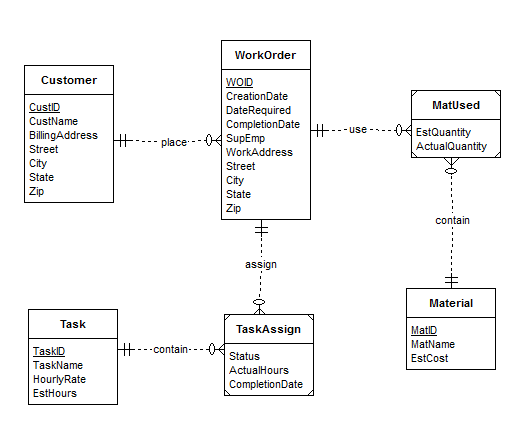 Customer
CustID
CustName
BillingAddress
Street
City
State
Zip
place
WorkOrder
WOID
CreationDate
DateRequired
CompletionDate
SupEmp
WorkAddress
Street
City
State
Zip
use
MatUsed
EstQuantity
ActualQuantity
contain
assign
Material
MatID
MatName
EstCost
Task
TaskID
TaskName
HourlyRate
EstHours
contain
TaskAssign
Status
ActualHours
CompletionDate